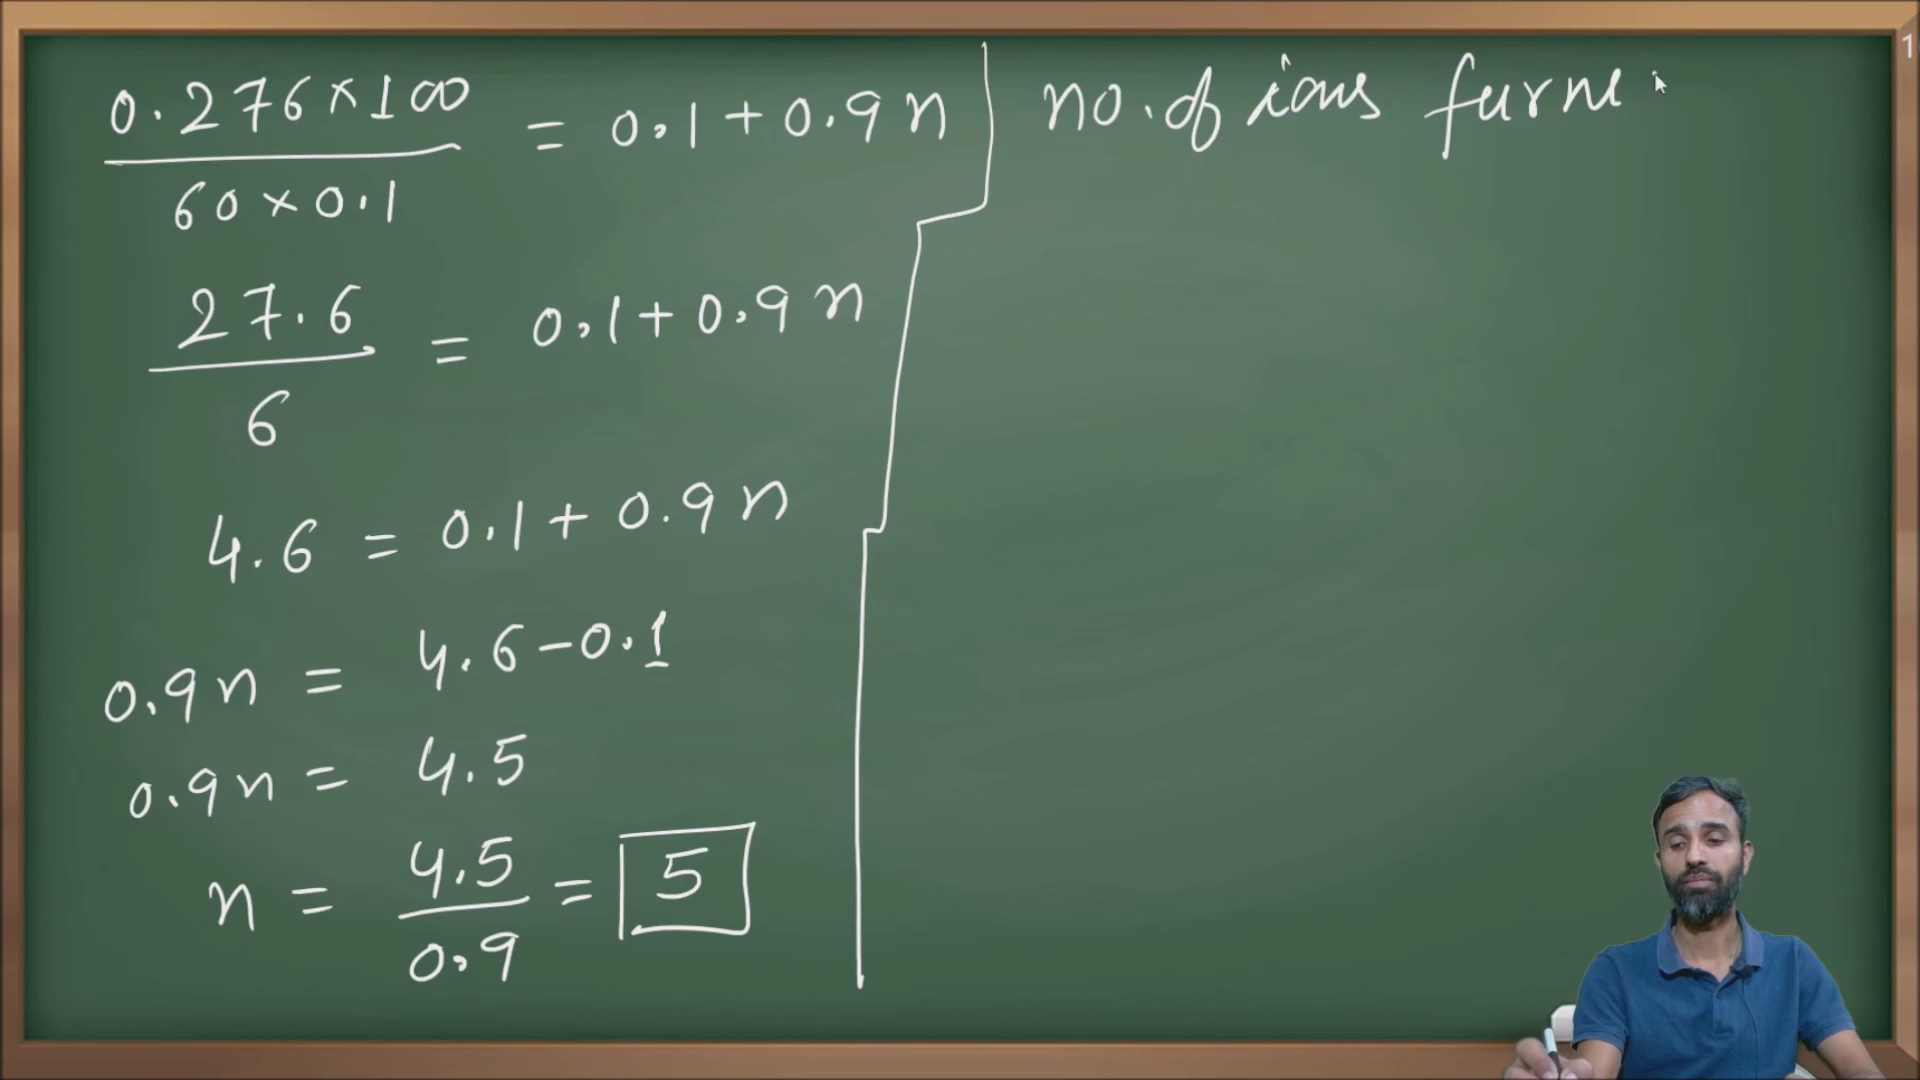 0.276×100 / 60×0.1 = 0.1+0.9n
27.6 / 6 = 0.1+0.9n
4.6 = 0.1+0.9n
0.9n = 4.6-0.1
0.9n = 4.5
n = 4.5 / 0.9 = 5
no. of ions furni
1